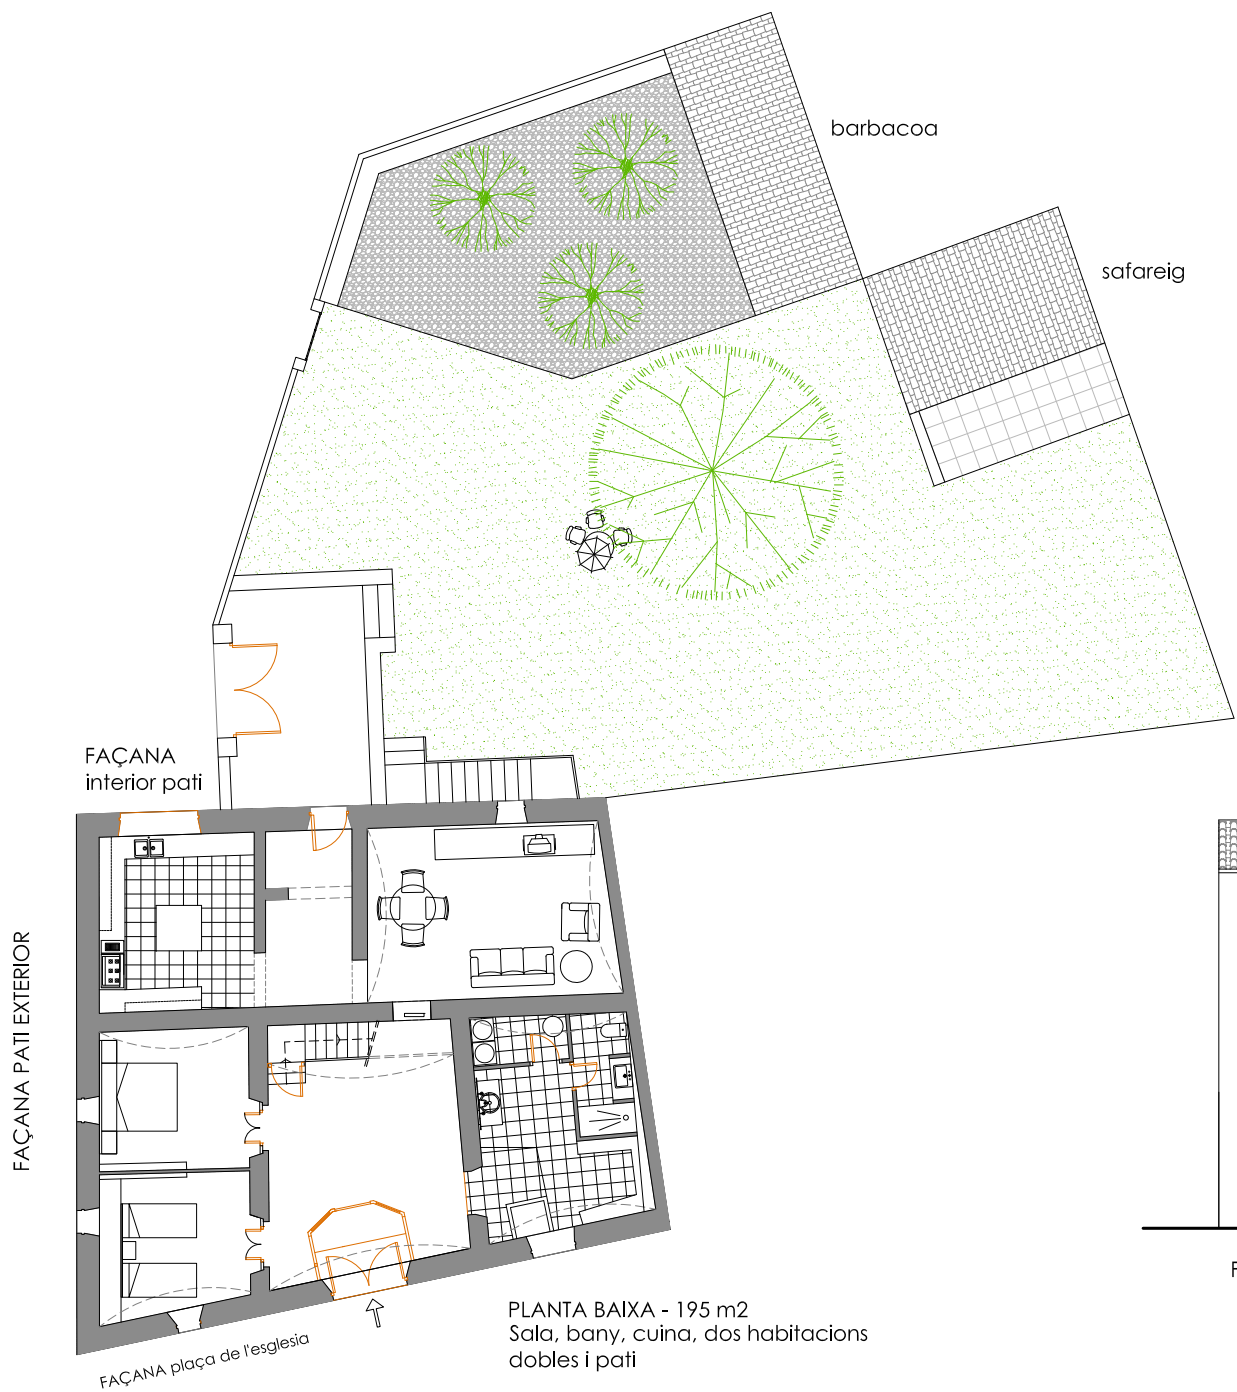 barbacoa
safareig
FAÇANA
interior pati
FAÇANA PATI EXTERIOR
PLANTA BAIXA - 195 m2
Sala, bany, cuina, dos habitacions
dobles i pati
FAÇANA plaça de l'esglesia
F